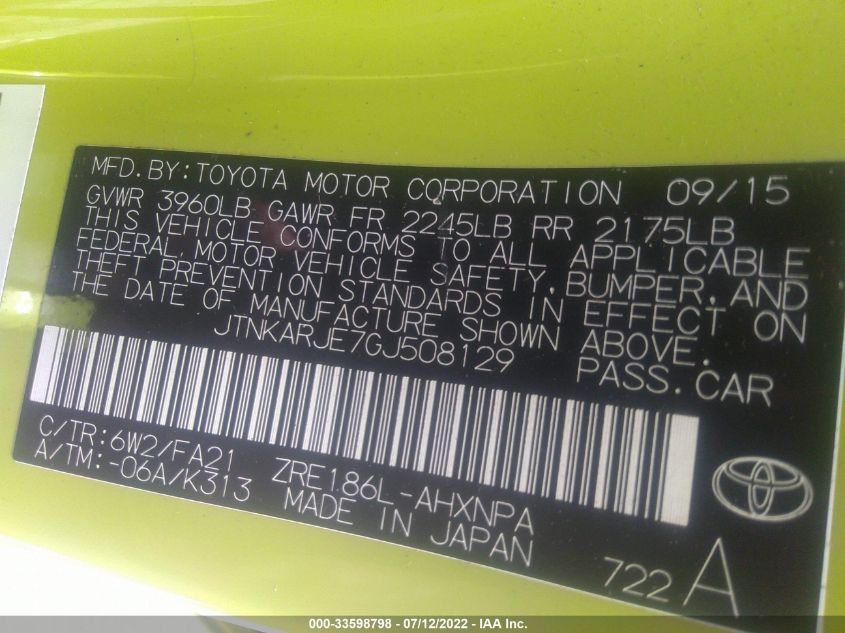 MFD.BY:TOYOTA MOTOR CORPORATION 09/15
GVWR 3960LB GAWR FR 2245LB RR 2175LB
THIS VEHICLE CONFORMS TO ALL APPLICABLE
FEDERAL MOTOR VEHICLE SAFETY,BUMPER,AND
THEFT PREVENTION STANDARDS IN EFFECT ON
THE DATE OF MANUFACTURE SHOWN ABOVE.
JTNKARJE7GJ508129 PASS.CAR
C/TR:6W2/FA21 ZRE186L-AHXNPA
A/TM:-06A/K313 MADE IN JAPAN
722 A
000-33598798 - 07/12/2022 - IAA Inc.